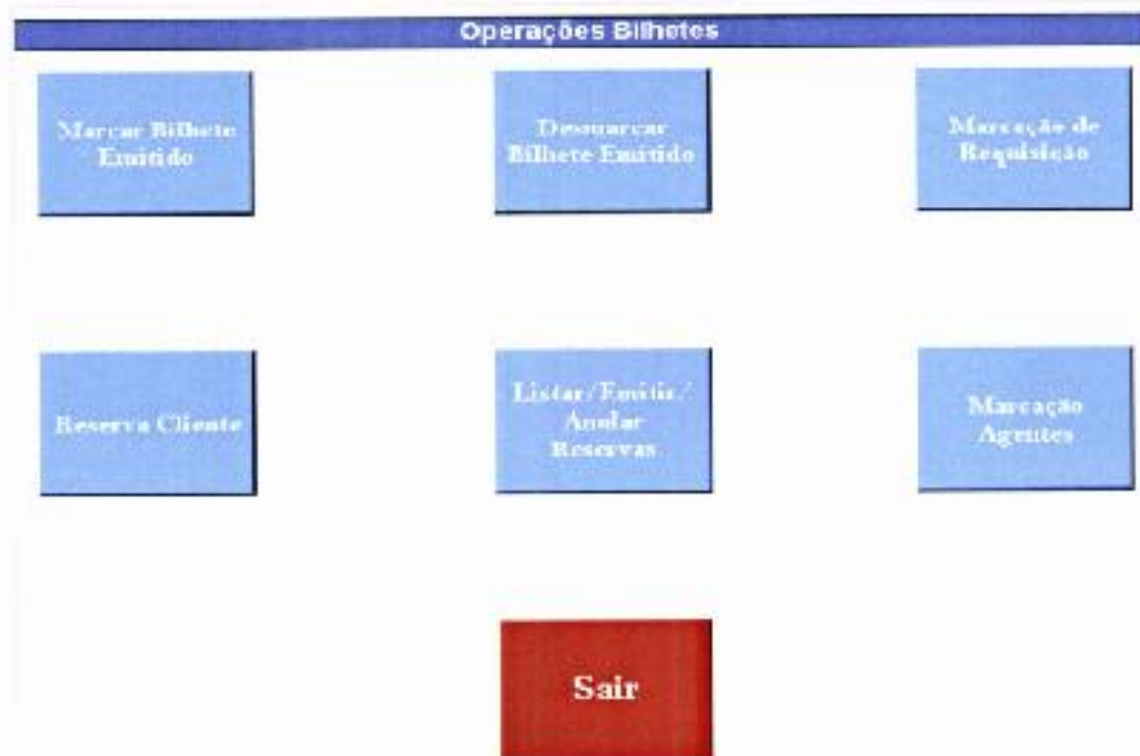 Operações Bilhetes
Marcar Bilhete
Emitido
Desmarcar
Bilhete Emitido
Marcação de
Requisição
Reserva Cliente
Listar/Emitir/
Anular
Reservas
Marcação
Agentes
Sair